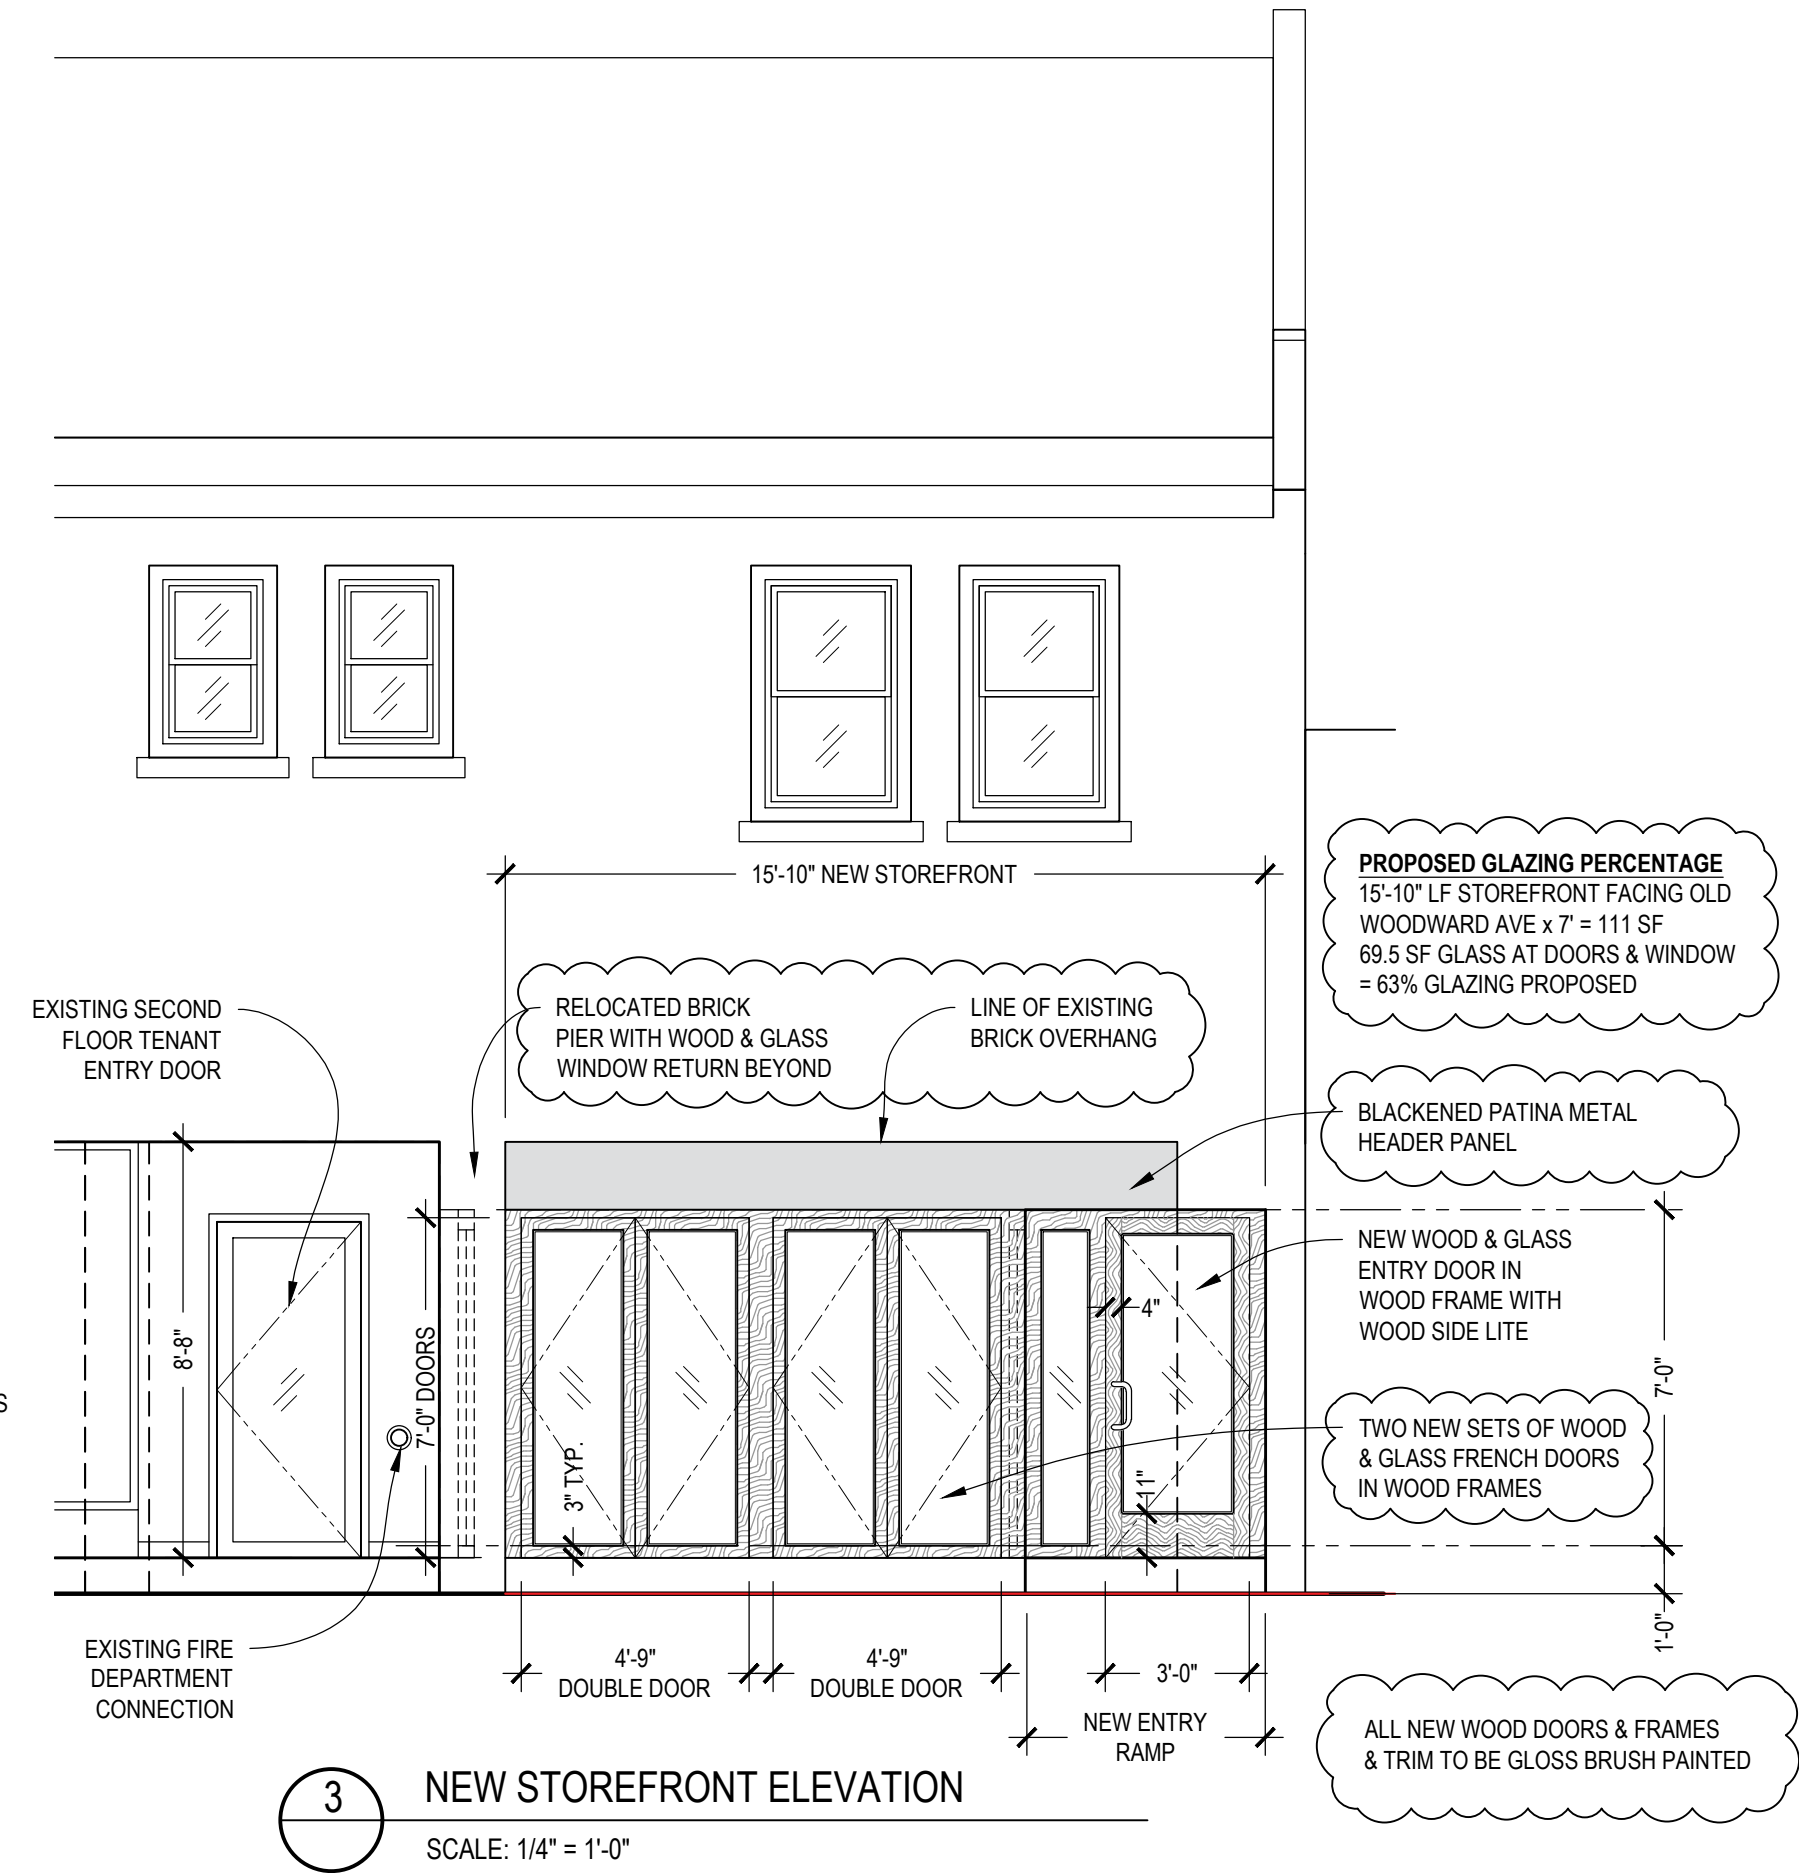 15'-10" NEW STOREFRONT
PROPOSED GLAZING PERCENTAGE
15'-10" LF STOREFRONT FACING OLD
WOODWARD AVE x 7' = 111 SF
69.5 SF GLASS AT DOORS & WINDOW
= 63% GLAZING PROPOSED
EXISTING SECOND
FLOOR TENANT
ENTRY DOOR
RELOCATED BRICK
PIER WITH WOOD & GLASS
WINDOW RETURN BEYOND
LINE OF EXISTING
BRICK OVERHANG
BLACKENED PATINA METAL
HEADER PANEL
NEW WOOD & GLASS
ENTRY DOOR IN
WOOD FRAME WITH
WOOD SIDE LITE
8'-8"
7'-0" DOORS
3" TYP.
4"
11"
7'-0"
S
TWO NEW SETS OF WOOD
& GLASS FRENCH DOORS
IN WOOD FRAMES
1'-0"
EXISTING FIRE
DEPARTMENT
CONNECTION
4'-9"
DOUBLE DOOR
4'-9"
DOUBLE DOOR
3'-0"
NEW ENTRY
RAMP
ALL NEW WOOD DOORS & FRAMES
& TRIM TO BE GLOSS BRUSH PAINTED
3
NEW STOREFRONT ELEVATION
SCALE: 1/4" = 1'-0"